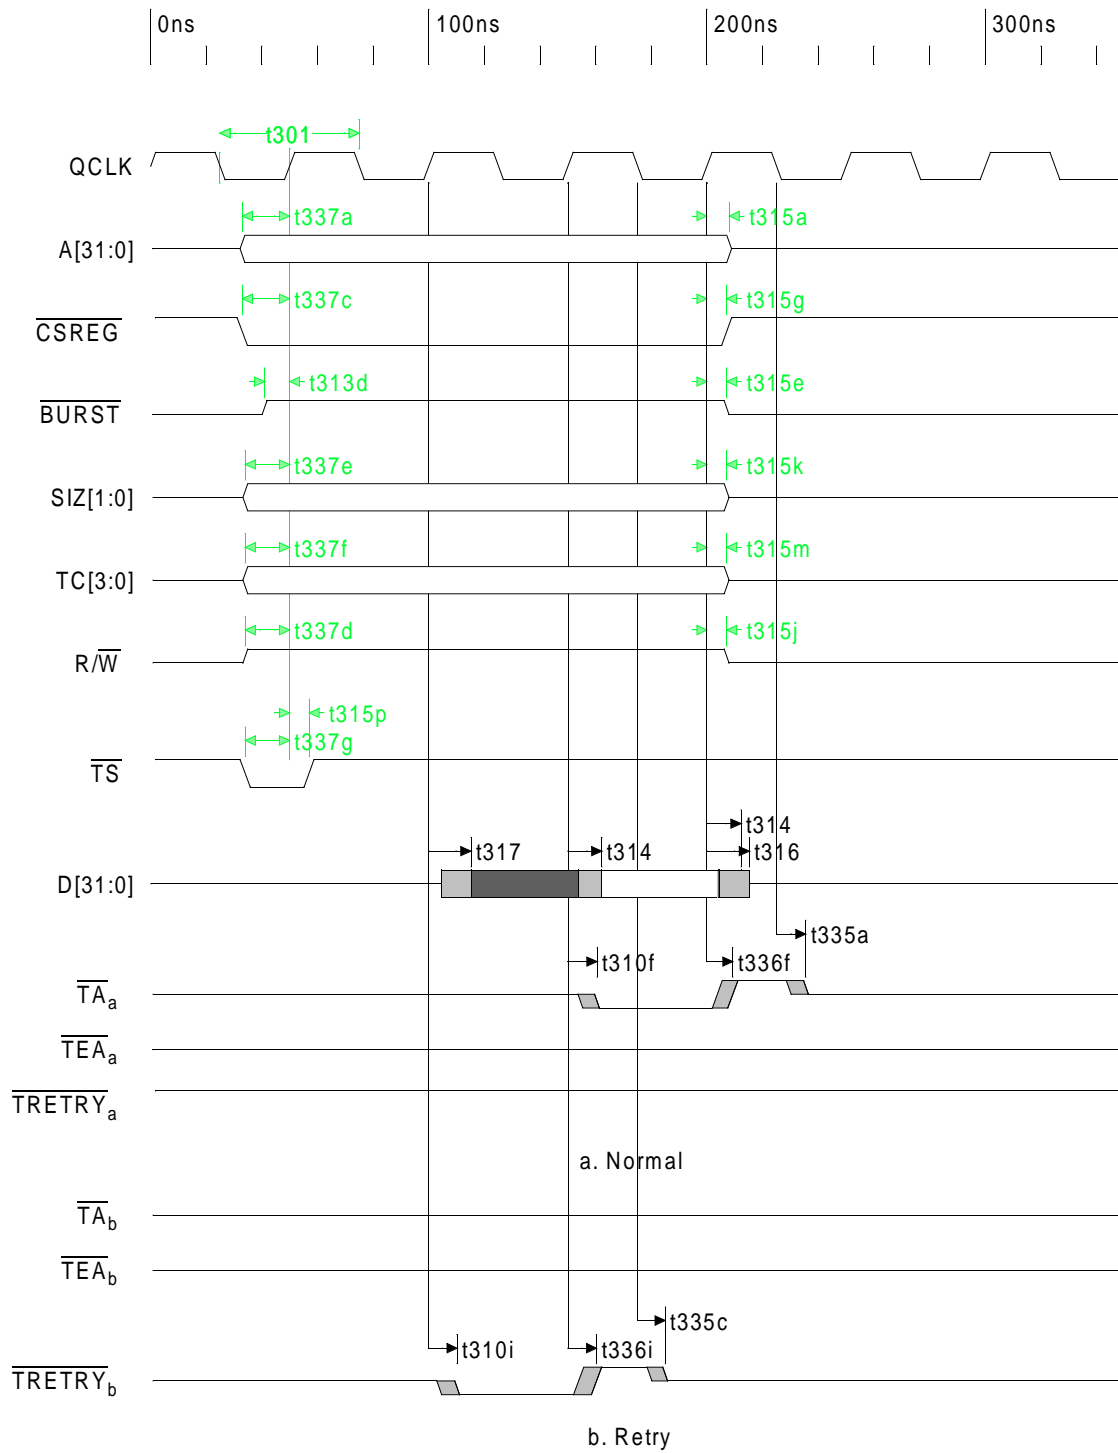 0ns 100ns 200ns 300ns
t301
QCLK
t337a t315a
A[31:0]
t337c t315g
CSREG
t313d t315e
BURST
t337e t315k
SIZ[1:0]
t337f t315m
TC[3:0]
t337d t315j
R/W
t315p
t337g
TS
t314
t317 t314 t316
D[31:0]
t335a
t310f t336f
TAa
TEAa
TRETRYa
a. Normal
TAb
TEAb
t335c
t310i t336i
TRETRYb
b. Retry